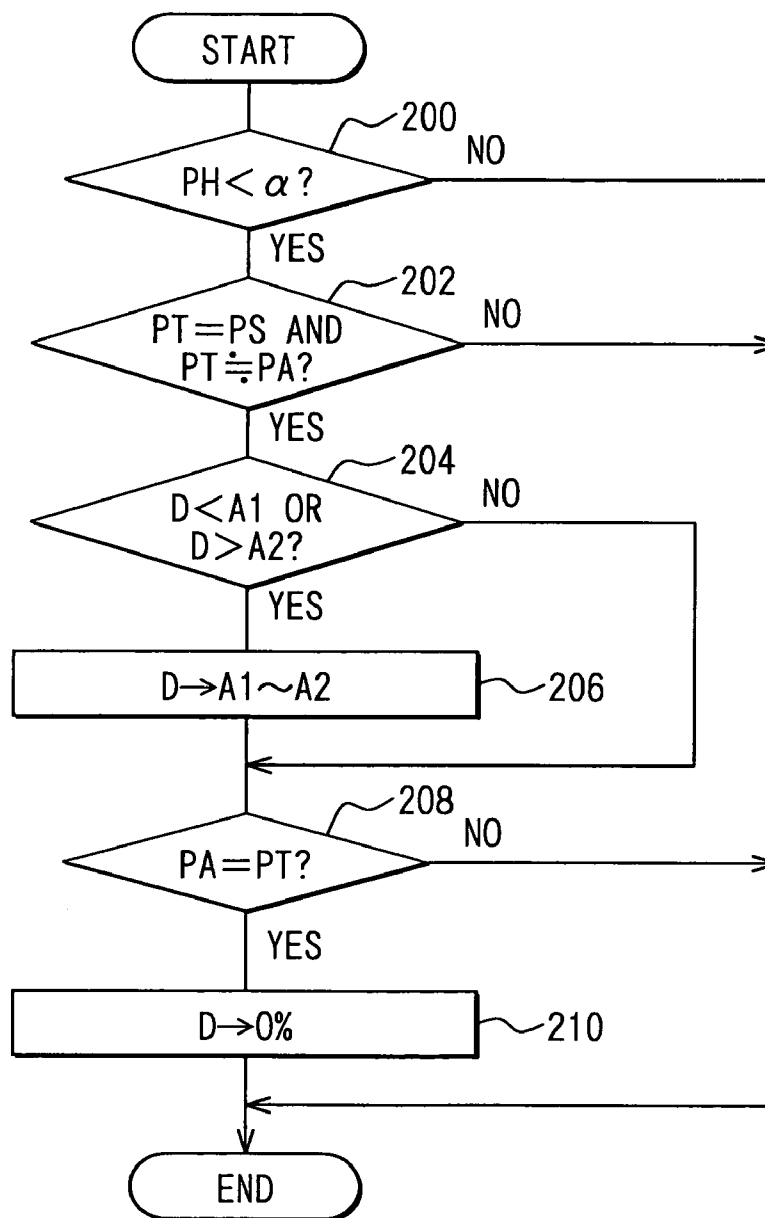 START
200
PH<α?
NO
YES
202
PT=PS AND
PT≒PA?
NO
YES
204
D<A1 OR
D>A2?
NO
YES
D→A1~A2
206
208
PA=PT?
NO
YES
D→0%
210
END